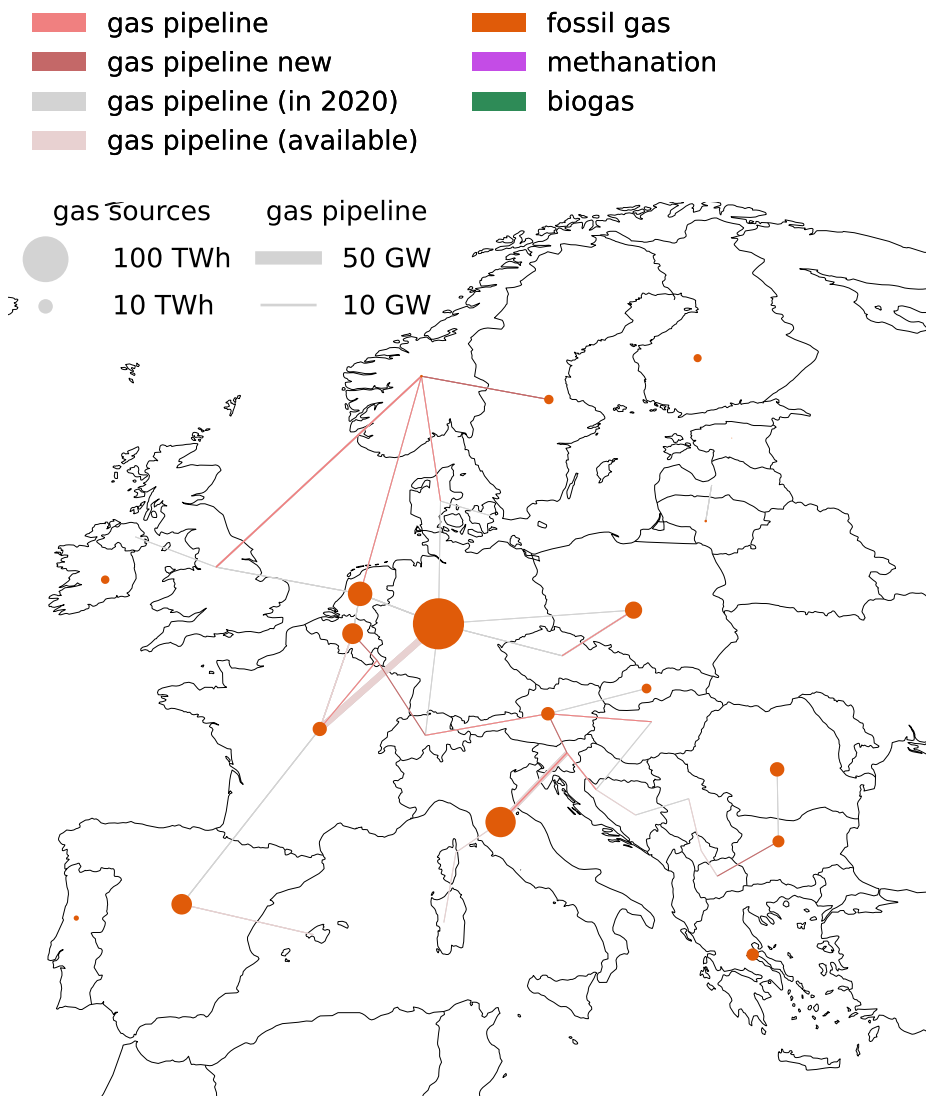 gas pipeline
gas pipeline new
gas pipeline (in 2020)
gas pipeline (available)
fossil gas
methanation
biogas
gas sources
100 TWh
10 TWh
gas pipeline
50 GW
10 GW